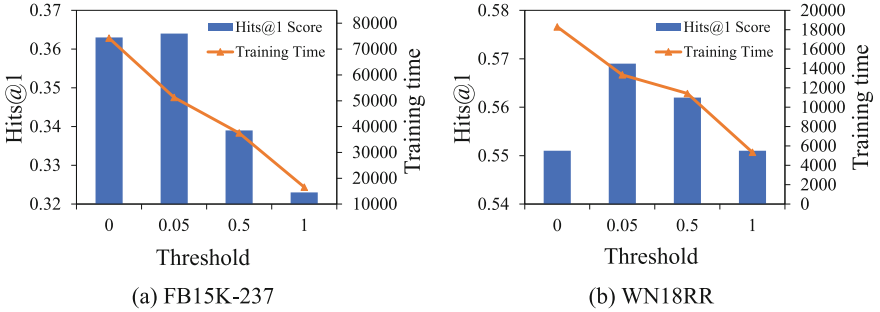 Hits@1 Score
Training Time
0.37
0.36
0.35
0.34
0.33
0.32
Hits@1
80000
70000
60000
50000
40000
30000
20000
10000
Training time
0 0.05 0.5 1
Threshold
(a) FB15K-237
Hits@1 Score
Training Time
0.58
0.57
0.56
0.55
0.54
Hits@1
20000
18000
16000
14000
12000
10000
8000
6000
4000
2000
0
Training time
0 0.05 0.5 1
Threshold
(b) WN18RR